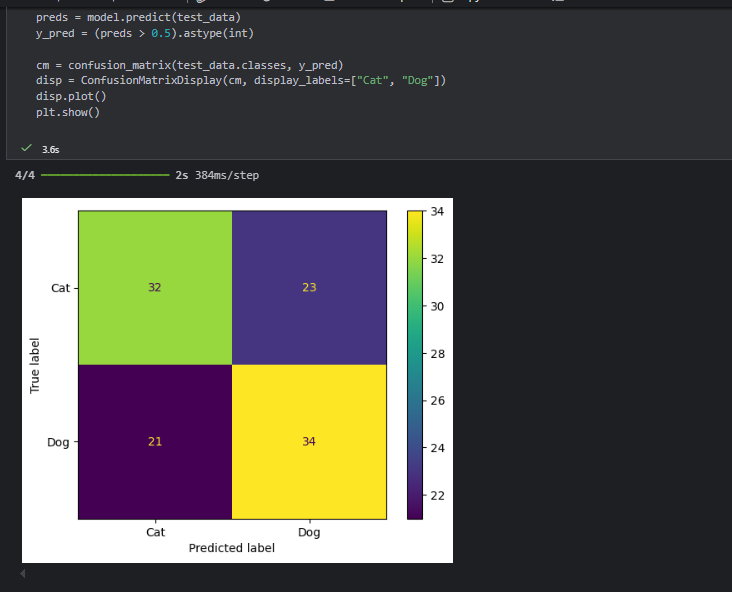 preds = model.predict(test_data)
y_pred = (preds > 0.5).astype(int)
cm = confusion_matrix(test_data.classes, y_pred)
disp = ConfusionMatrixDisplay(cm, display_labels=["Cat", "Dog"])
disp.plot()
plt.show()
3.6s
4/4 2s 384ms/step
34
32
30
28
26
24
22
True label
Cat
32 23
Dog
21 34
Cat Dog
Predicted label